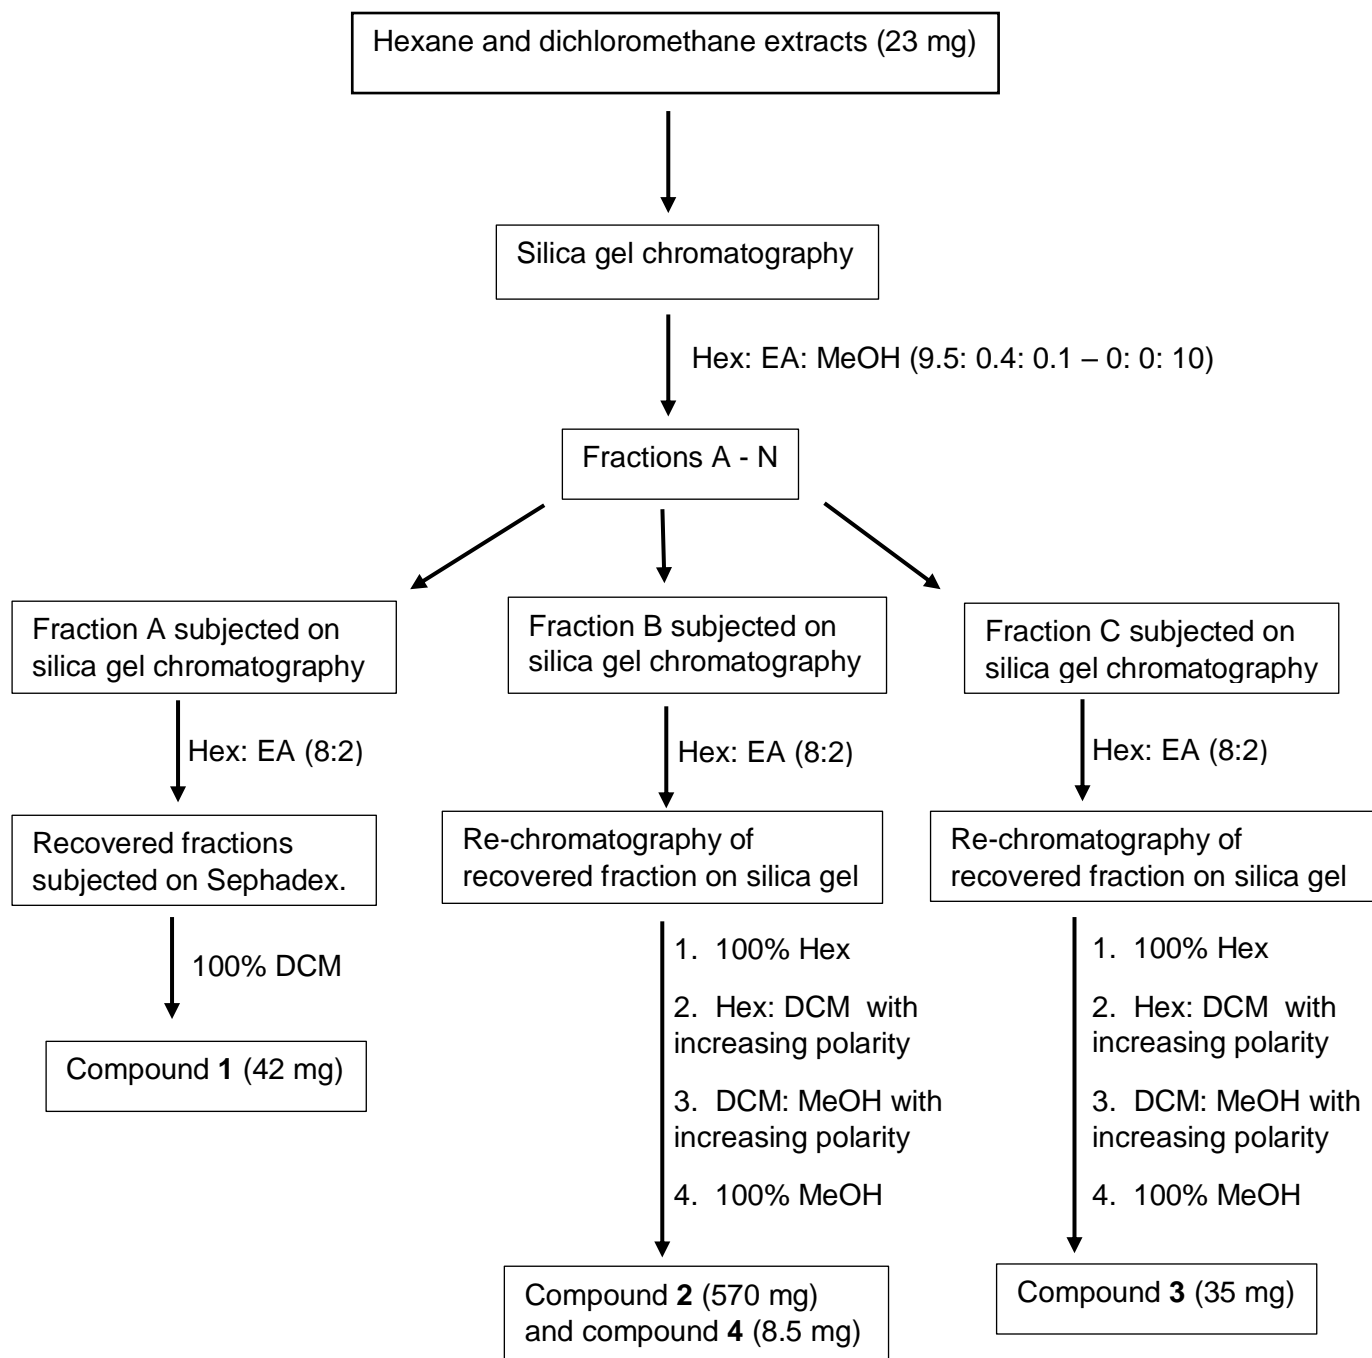 Hexane and dichloromethane extracts (23 mg)
Silica gel chromatography
Hex: EA: MeOH (9.5: 0.4: 0.1 – 0: 0: 10)
Fractions A - N
Fraction A subjected on
silica gel chromatography
Fraction B subjected on
silica gel chromatography
Fraction C subjected on
silica gel chromatography
Hex: EA (8:2)
Hex: EA (8:2)
Hex: EA (8:2)
Recovered fractions
subjected on Sephadex.
Re-chromatography of
recovered fraction on silica gel
Re-chromatography of
recovered fraction on silica gel
100% DCM
1. 100% Hex
2. Hex: DCM with
increasing polarity
3. DCM: MeOH with
increasing polarity
4. 100% MeOH
1. 100% Hex
2. Hex: DCM with
increasing polarity
3. DCM: MeOH with
increasing polarity
4. 100% MeOH
Compound 1 (42 mg)
Compound 2 (570 mg)
and compound 4 (8.5 mg)
Compound 3 (35 mg)